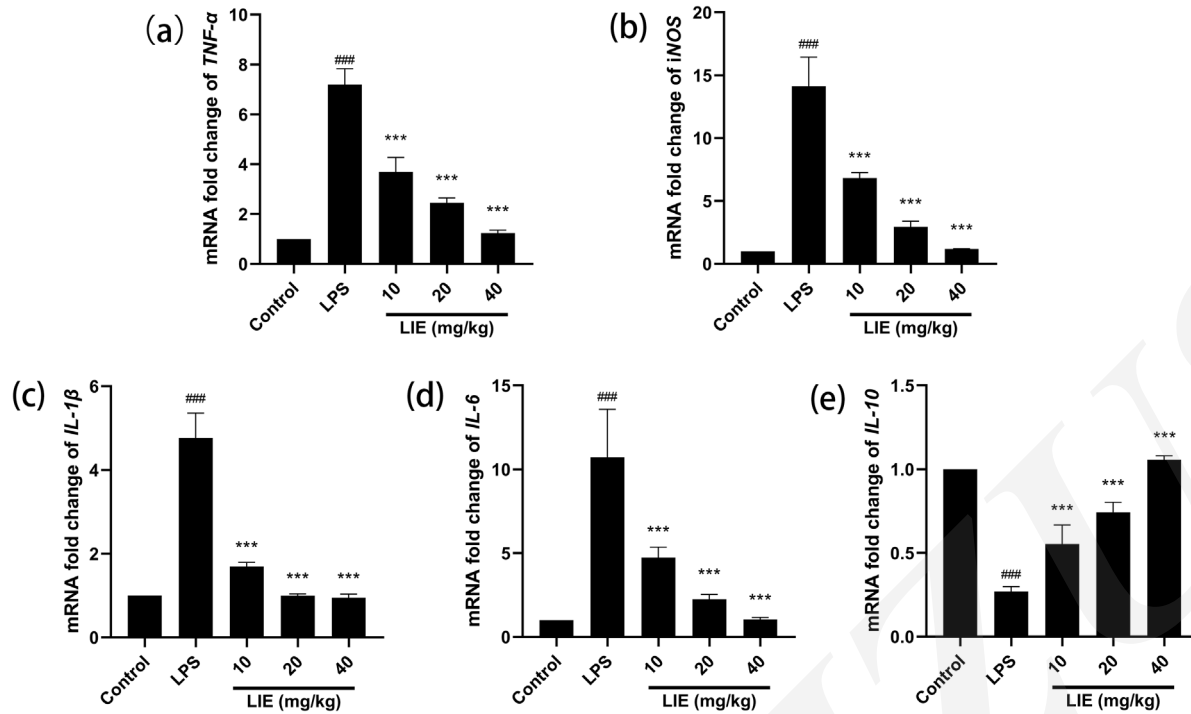 (a)
mRNA fold change of TNF-α
10
8
6
4
2
0
###
***
***
***
Control
LPS
10
20
40
LIE (mg/kg)
(b)
mRNA fold change of iNOS
20
15
10
5
0
###
***
***
***
Control
LPS
10
20
40
LIE (mg/kg)
(c)
mRNA fold change of IL-1β
6
4
2
0
###
***
***
***
Control
LPS
10
20
40
LIE (mg/kg)
(d)
mRNA fold change of IL-6
15
10
5
0
###
***
***
***
Control
LPS
10
20
40
LIE (mg/kg)
(e)
mRNA fold change of IL-10
1.5
1.0
0.5
0.0
###
***
***
***
Control
LPS
10
20
40
LIE (mg/kg)